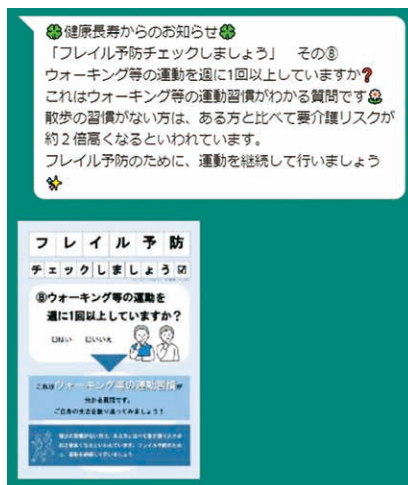 健康長寿からのお知らせ
「フレイル予防チェックしましょう」 その⑧
ウォーキング等の運動を週に1回以上していますか❓
これはウォーキング等の運動習慣がわかる質問です
散歩の習慣がない方は、ある方と比べて要介護リスクが
約2倍高くなるといわれています。
フレイル予防のために、運動を継続して行いましょう
フレイル予防
チェックしましょう☑
⑧ウォーキング等の運動を
週に1回以上していますか?
□はい □いいえ
これはウォーキング等の運動習慣が
分かる質問です。
ご自身の生活を振り返ってみましょう!